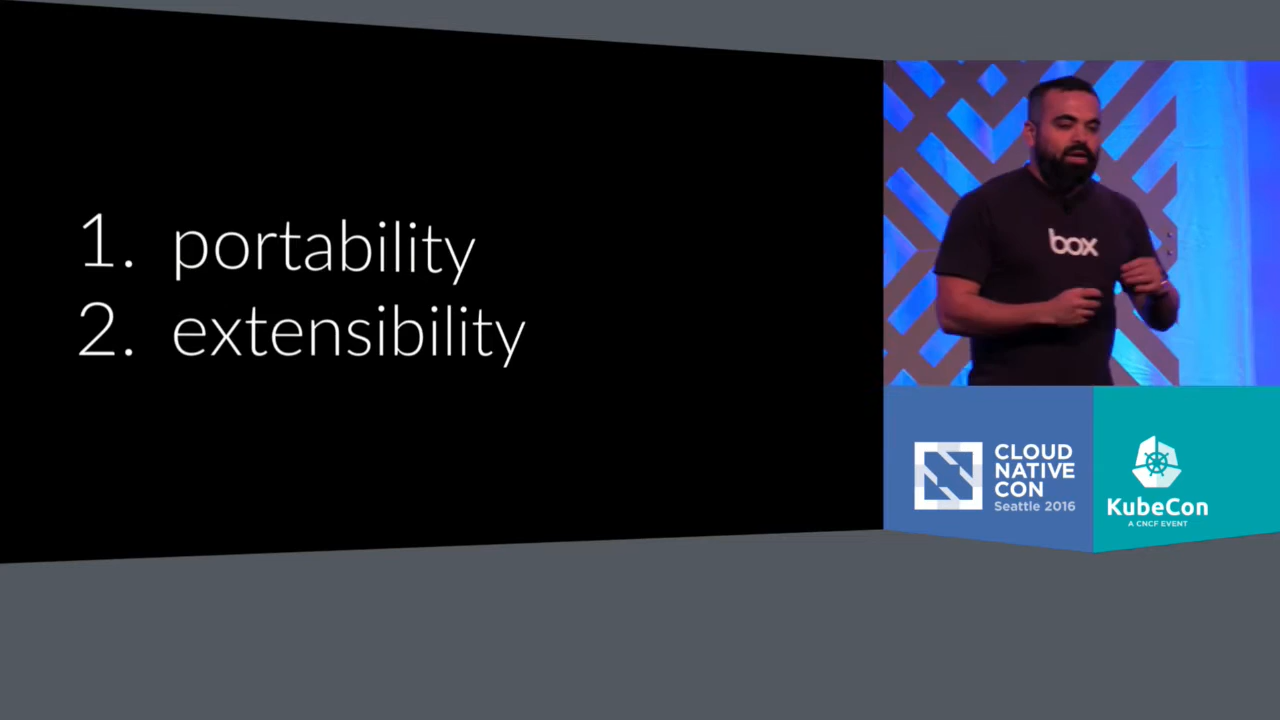 1. portability
2. extensibility
box
CLOUD
NATIVE
CON
Seattle 2016
KubeCon
A CNCF EVENT